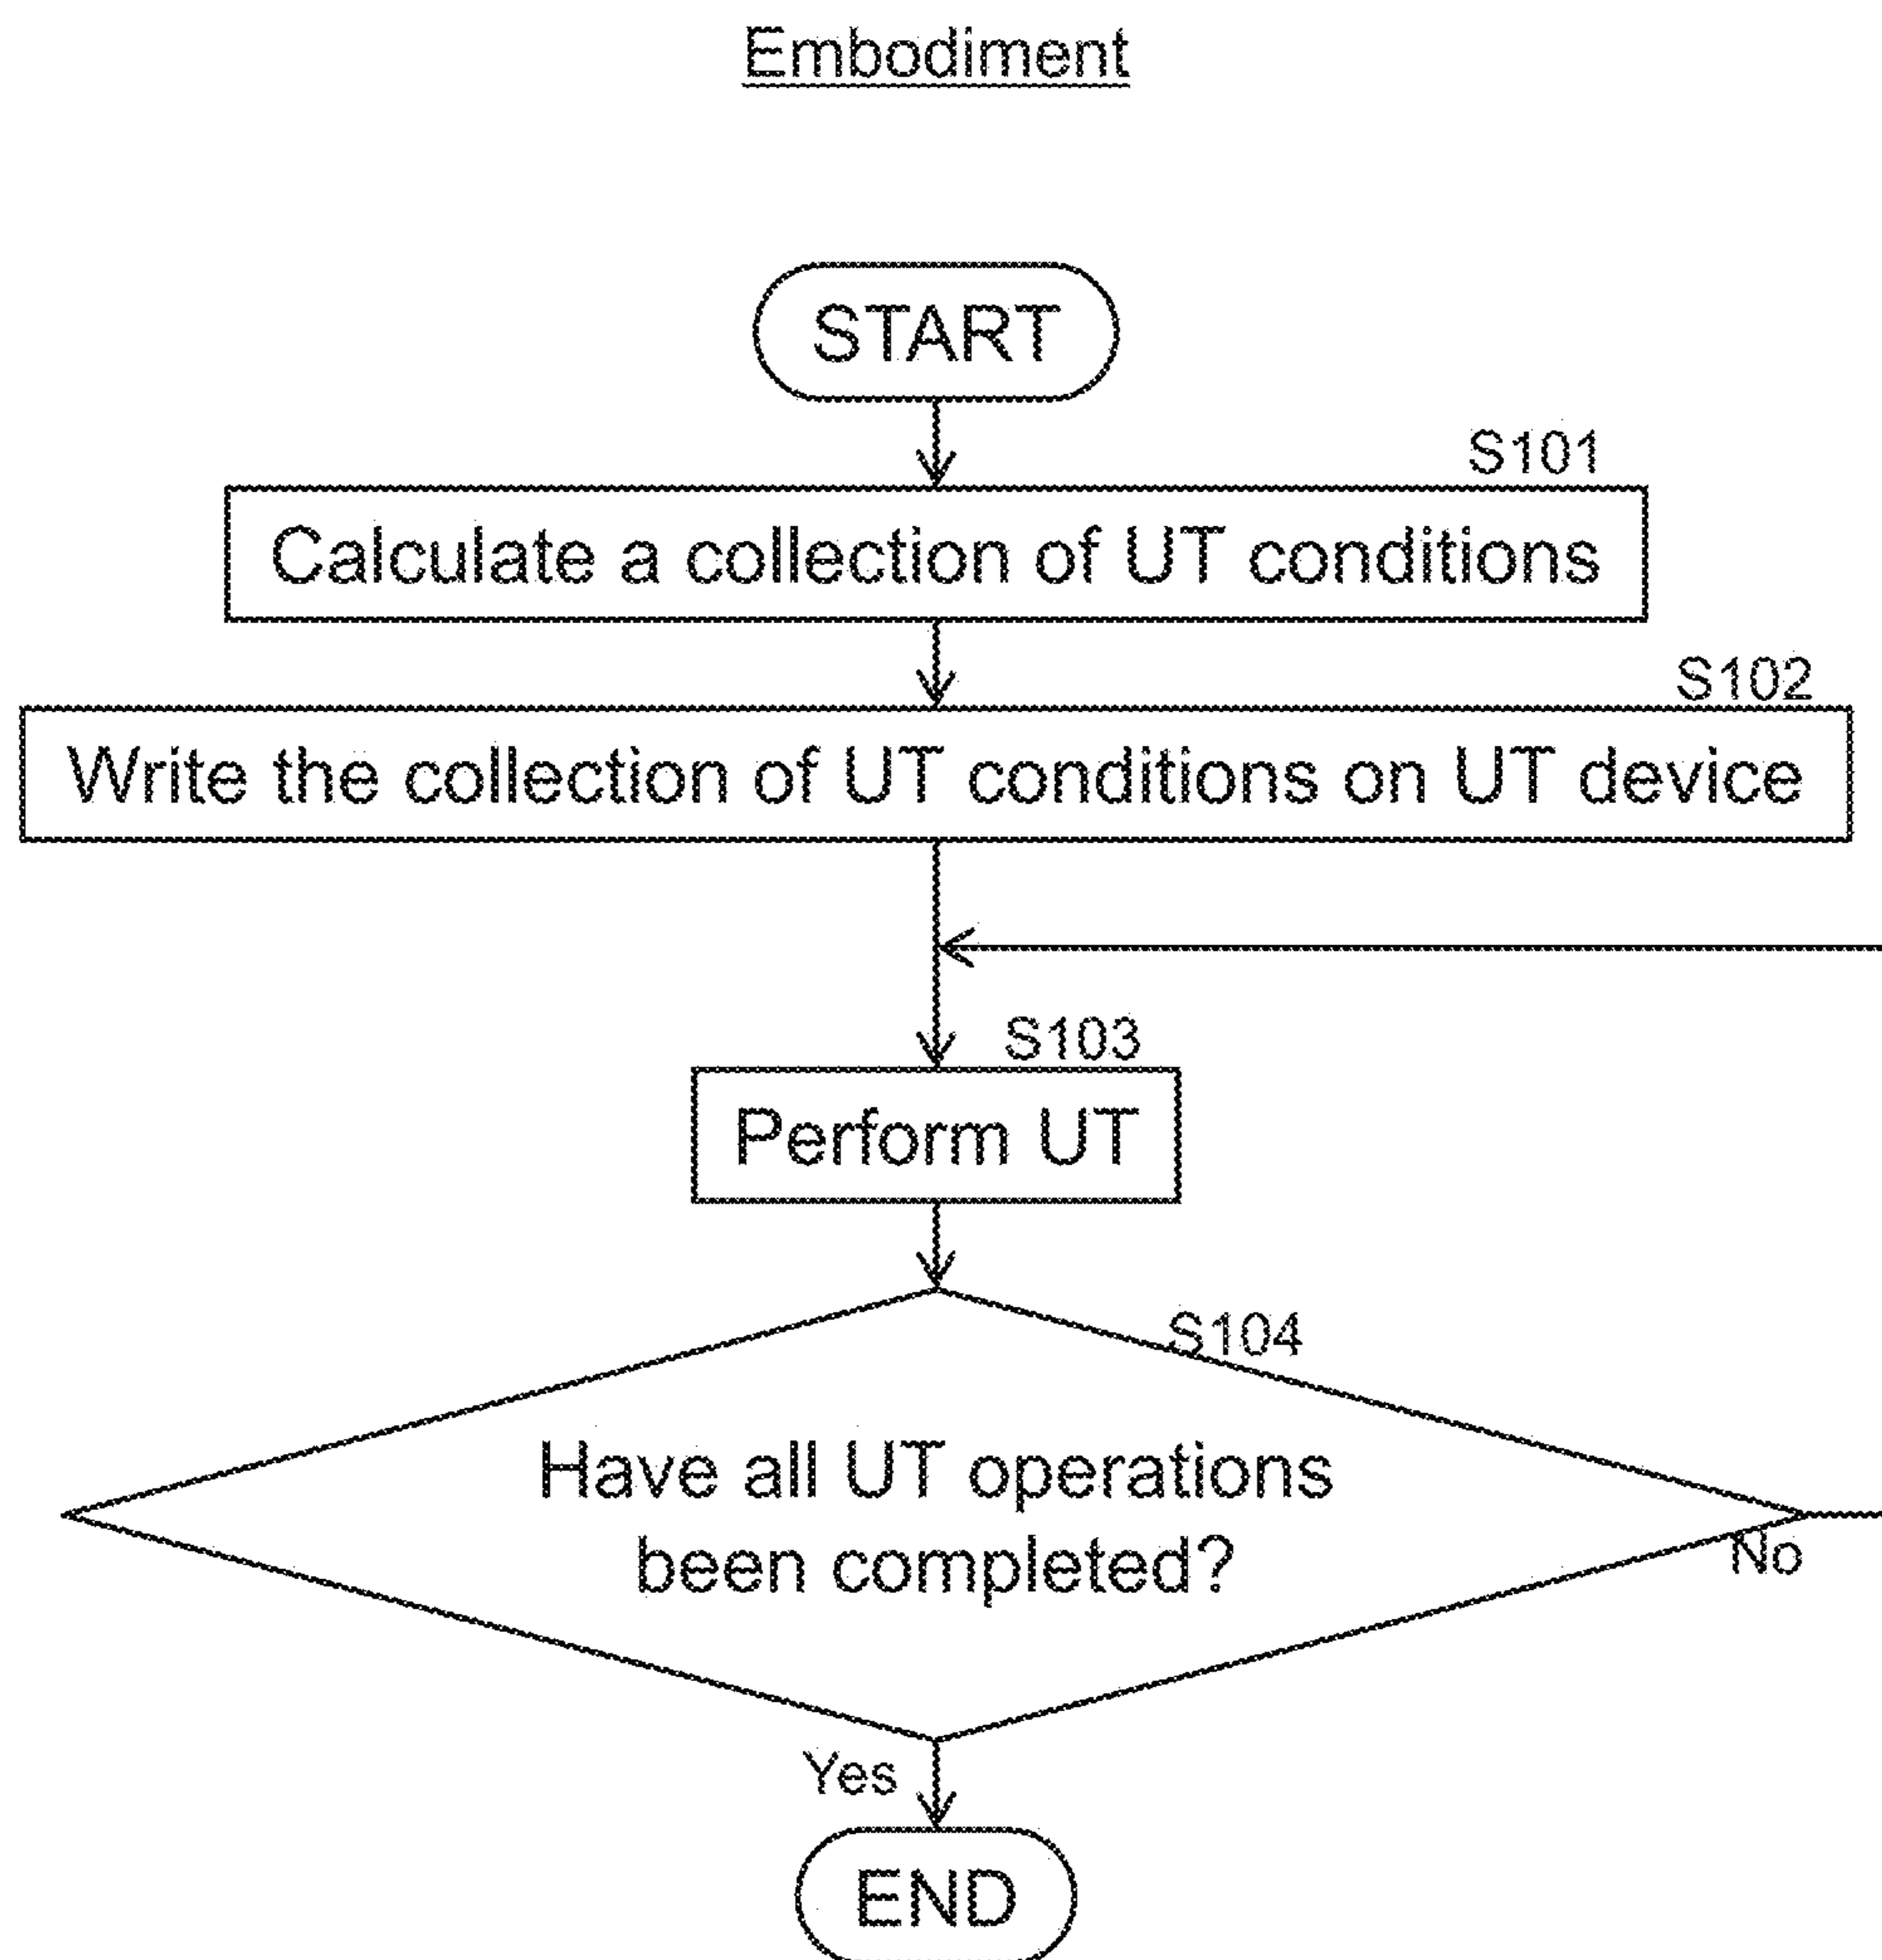 Embodiment
START
S101
Calculate a collection of UT conditions
S102
Write the collection of UT conditions on UT device
S103
Perform UT
S104
Have all UT operations
been completed?
No
Yes
END